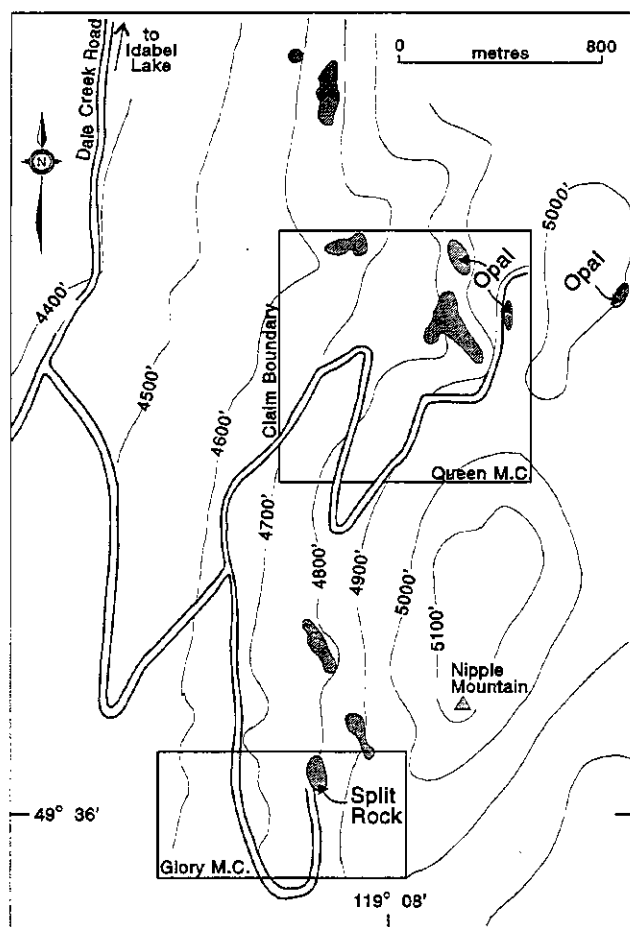 to
Idabel
Lake
Dale Creek Road
0 800
metres
N
5000'
Opal
Opal
4400'
4500'
Claim Boundary
4600'
Queen M.C.
4700'
4800'
4900'
5000'
5100'
Nipple
Mountain
49° 36'
Split
Rock
Glory M.C.
119° 08'